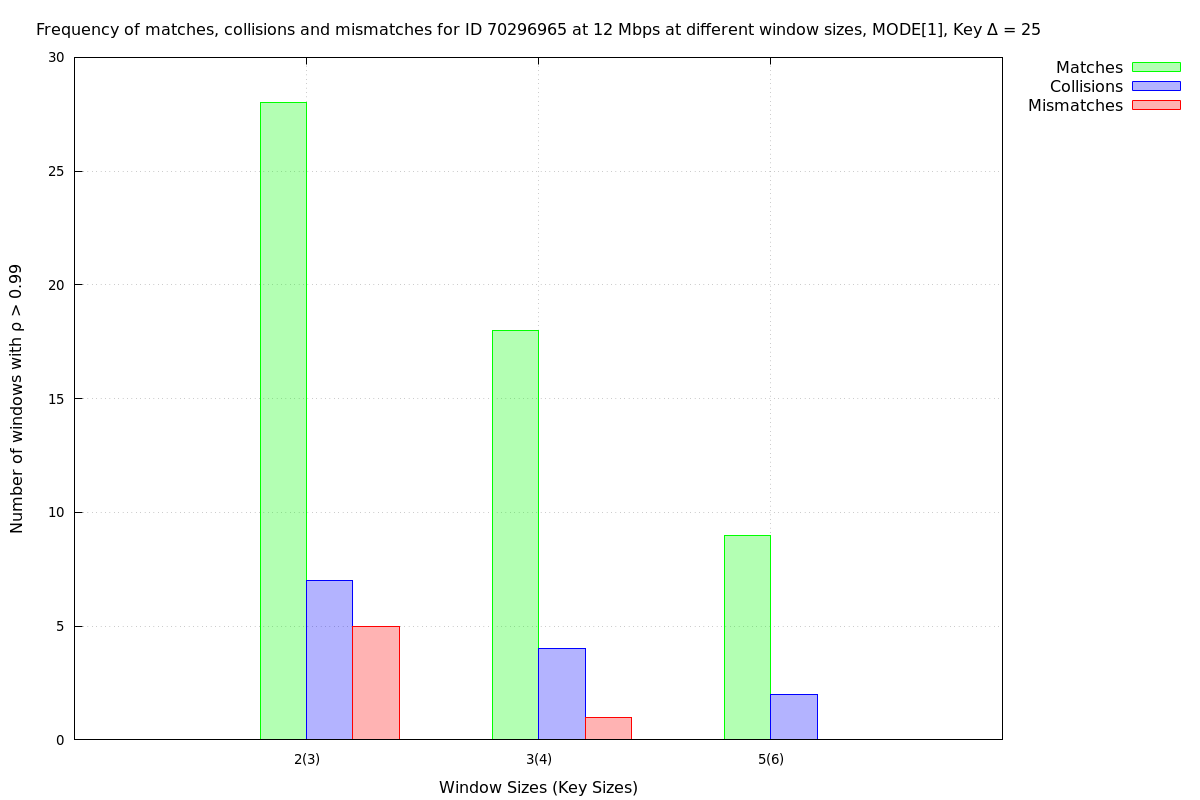 Frequency of matches, collisions and mismatches for ID 70296965 at 12 Mbps at different window sizes, MODE[1], Key Δ = 25
Matches
Collisions
Mismatches
Number of windows with ρ > 0.99
30
25
20
15
10
5
0
2(3) 3(4) 5(6)
Window Sizes (Key Sizes)